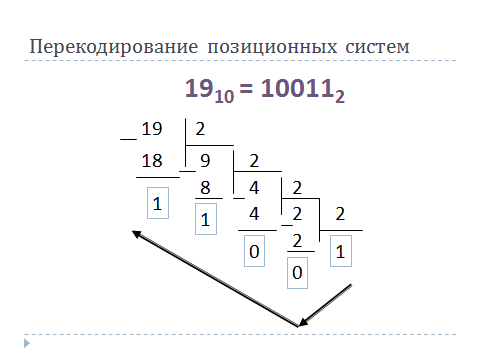 Перекодирование позиционных систем
19₁₀ = 10011₂
19 2
18 9 2
1 8 4 2
1 4 2 2
0 2 1
0